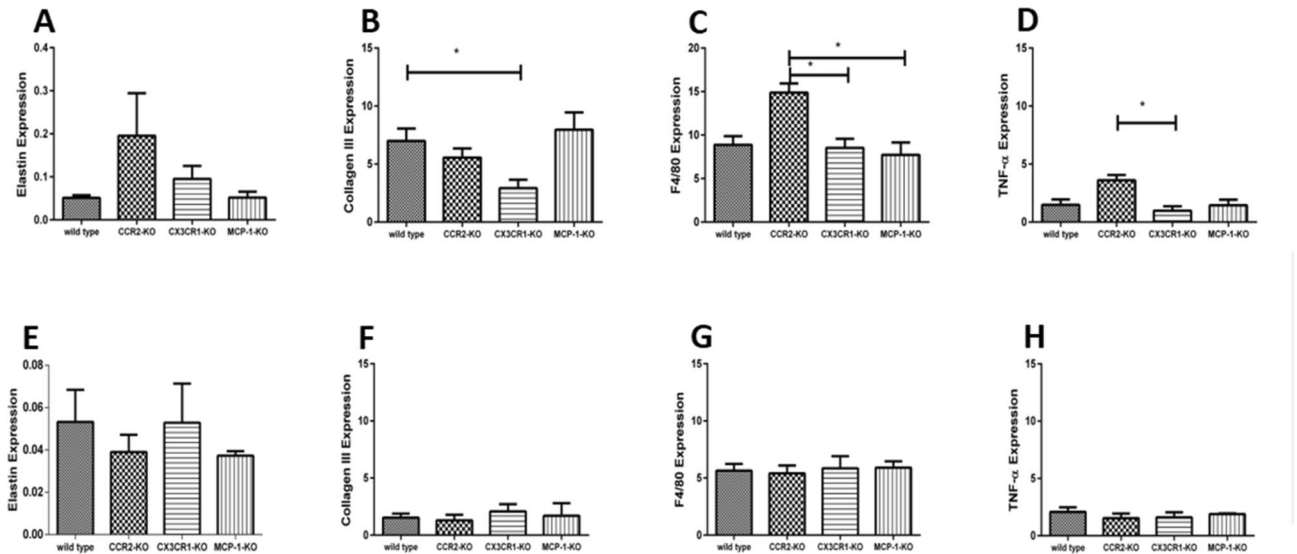 A
Elastin Expression
0.4
0.3
0.2
0.1
0.0
wild type CCR2-KO CX3CR1-KO MCP-1-KO
B
Collagen III Expression
15
10
5
0
*
wild type CCR2-KO CX3CR1-KO MCP-1-KO
C
F4/80 Expression
20
15
10
5
0
*
*
wild type CCR2-KO CX3CR1-KO MCP-1-KO
D
TNF-α Expression
15
10
5
0
*
wild type CCR2-KO CX3CR1-KO MCP-1-KO
E
Elastin Expression
0.08
0.06
0.04
0.02
0.00
wild type CCR2-KO CX3CR1-KO MCP-1-KO
F
Collagen III Expression
15
10
5
0
wild type CCR2-KO CX3CR1-KO MCP-1-KO
G
F4/80 Expression
15
10
5
0
wild type CCR2-KO CX3CR1-KO MCP-1-KO
H
TNF-α Expression
15
10
5
0
wild type CCR2-KO CX3CR1-KO MCP-1-KO